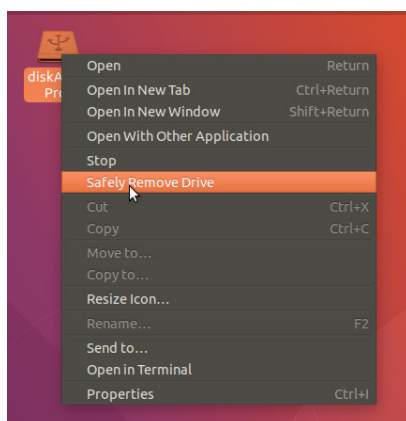 diskA
Pro
Open Return
Open In New Tab Ctrl+Return
Open In New Window Shift+Return
Open With Other Application
Stop
Safely Remove Drive
Cut Ctrl+X
Copy Ctrl+C
Move to…
Copy to…
Resize Icon…
Rename… F2
Send to…
Open in Terminal
Properties Ctrl+I